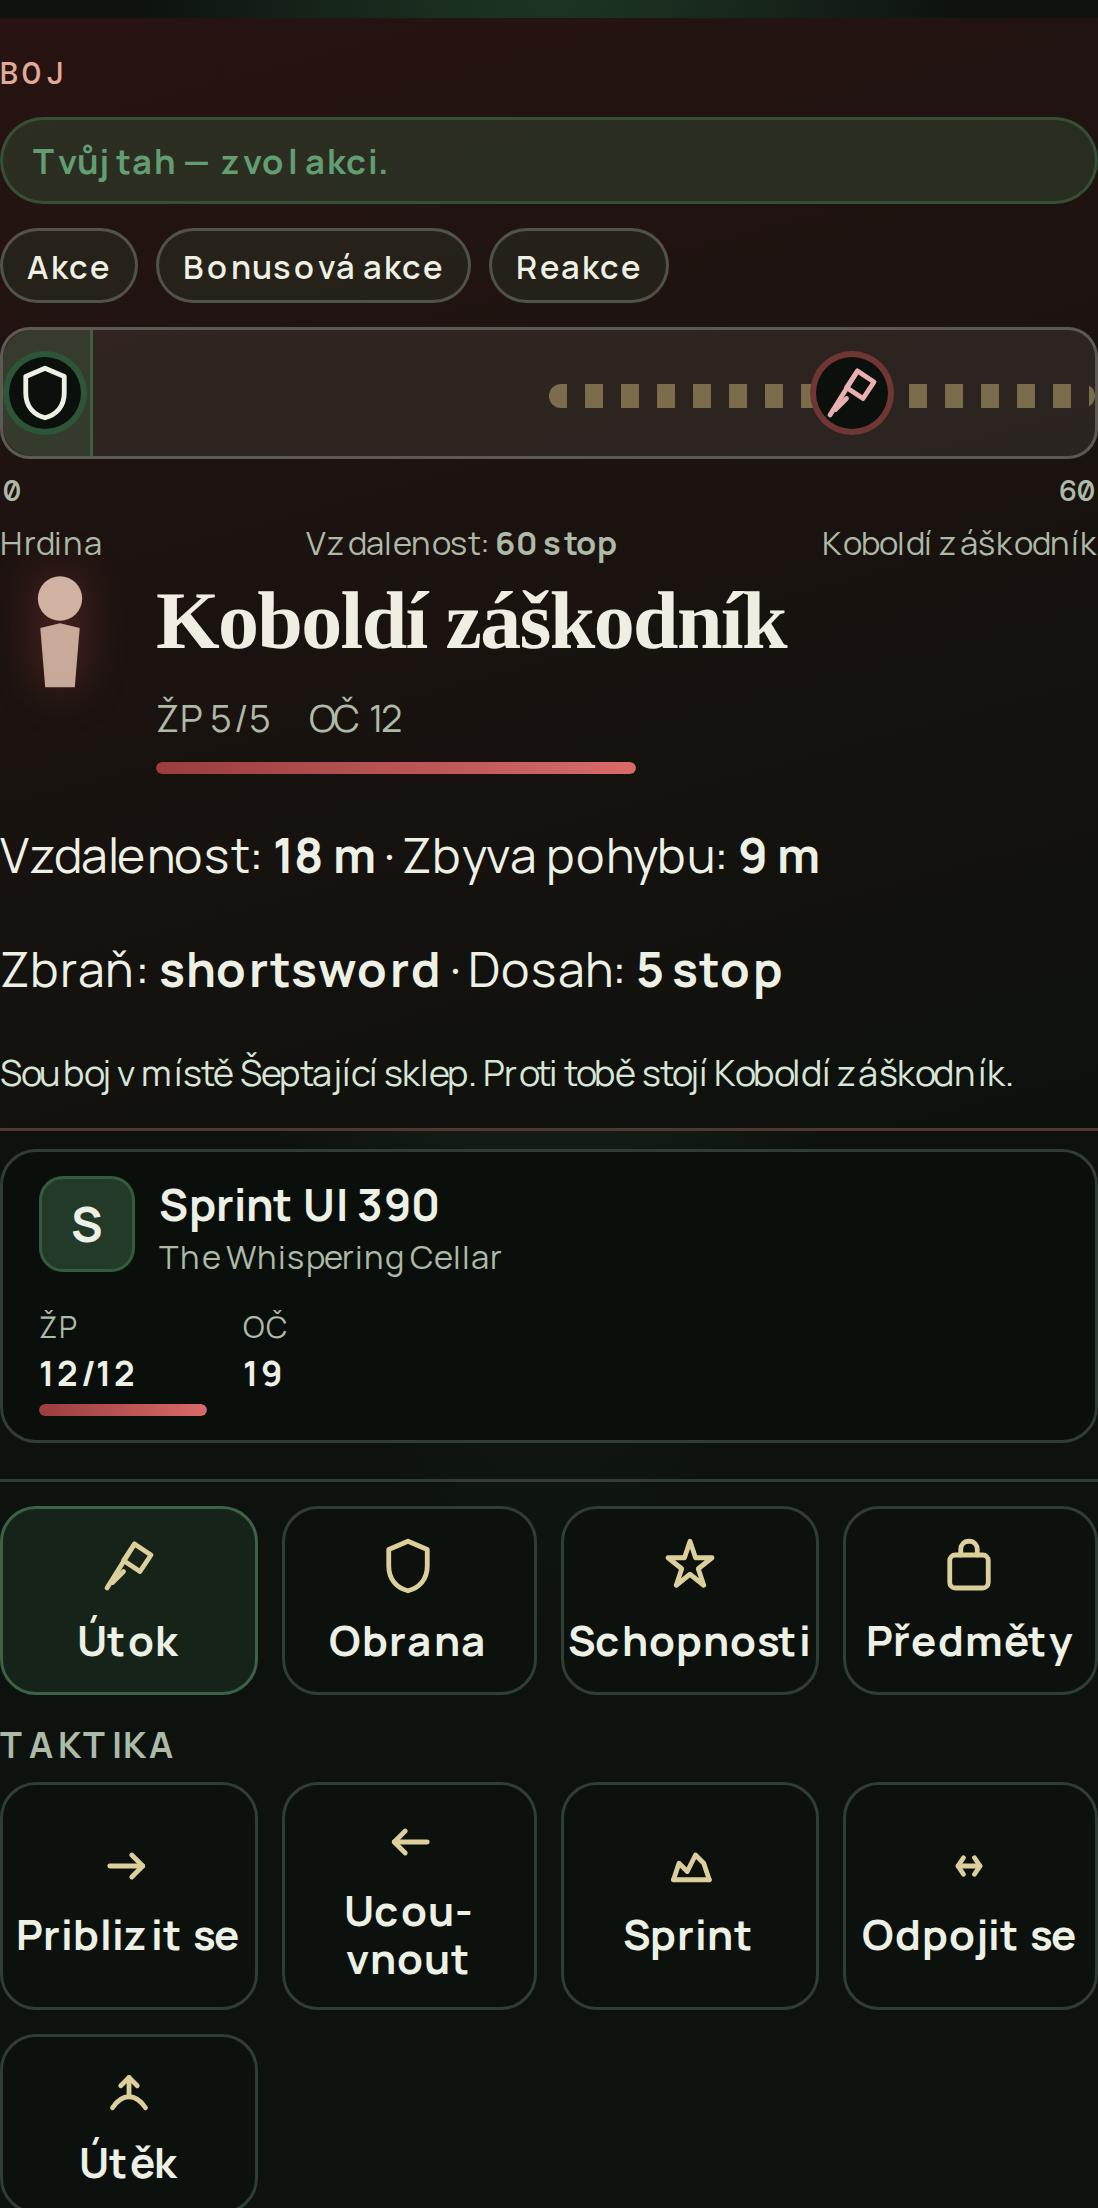 BOJ
Tvůj tah — zvol akci.
Akce Bonusová akce Reakce
0 60
Hrdina Vzdalenost: 60 stop Koboldí záškodník
Koboldí záškodník
ŽP 5/5 OČ 12
Vzdalenost: 18 m · Zbyva pohybu: 9 m
Zbraň: shortsword · Dosah: 5 stop
Souboj v místě Šeptající sklep. Proti tobě stojí Koboldí záškodník.
S Sprint UI 390
The Whispering Cellar
ŽP OČ
12/12 19
Útok Obrana Schopnosti Předměty
TAKTIKA
Priblizit se Ucou-
vnout Sprint Odpojit se
Útěk